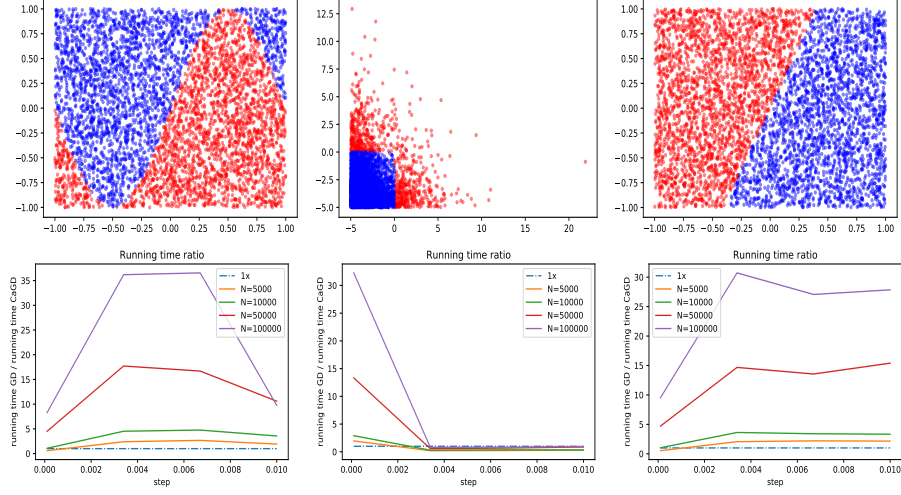 1.00
0.75
0.50
0.25
0.00
−0.25
−0.50
−0.75
−1.00
−1.00 −0.75 −0.50 −0.25 0.00 0.25 0.50 0.75 1.00
12.5
10.0
7.5
5.0
2.5
0.0
−2.5
−5.0
−5 0 5 10 15 20
1.00
0.75
0.50
0.25
0.00
−0.25
−0.50
−0.75
−1.00
−1.00 −0.75 −0.50 −0.25 0.00 0.25 0.50 0.75 1.00
Running time ratio
running time GD / running time CaGD
35
30
25
20
15
10
5
0
1x
N=5000
N=10000
N=50000
N=100000
0.000 0.002 0.004 0.006 0.008 0.010
step
Running time ratio
running time GD / running time CaGD
30
25
20
15
10
5
0
1x
N=5000
N=10000
N=50000
N=100000
0.000 0.002 0.004 0.006 0.008 0.010
step
Running time ratio
running time GD / running time CaGD
30
25
20
15
10
5
0
1x
N=5000
N=10000
N=50000
N=100000
0.000 0.002 0.004 0.006 0.008 0.010
step